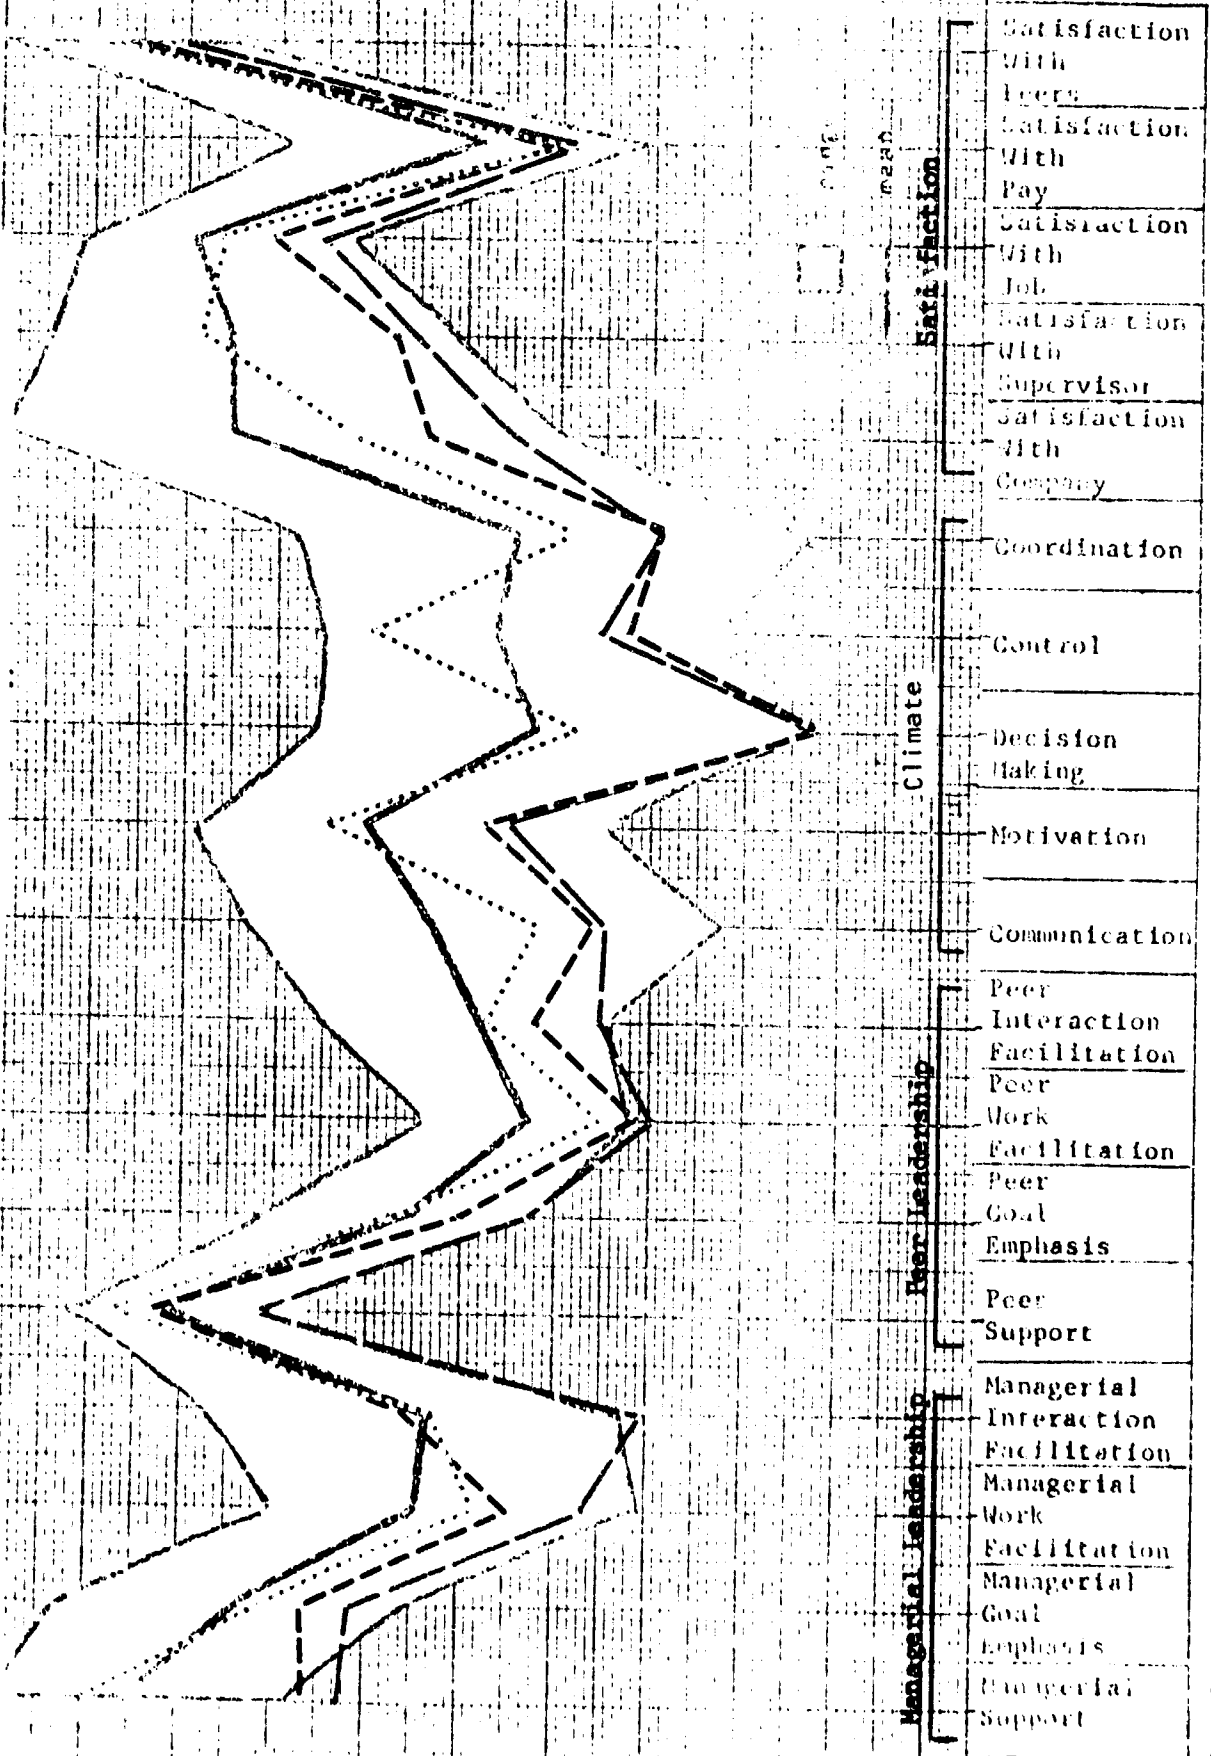 Satisfaction
With
Peers
Satisfaction
With
Pay
Satisfaction
With
Job
Satisfaction
With
Supervisor
Satisfaction
With
Company
Coordination
Control
Decision
Making
Motivation
Communication
Peer
Interaction
Facilitation
Peer
Work
Facilitation
Peer
Goal
Emphasis
Peer
Support
Managerial
Interaction
Facilitation
Managerial
Work
Facilitation
Managerial
Goal
Emphasis
Managerial
Support
Satisfaction
Climate
Peer Leadership
Managerial Leadership
mean